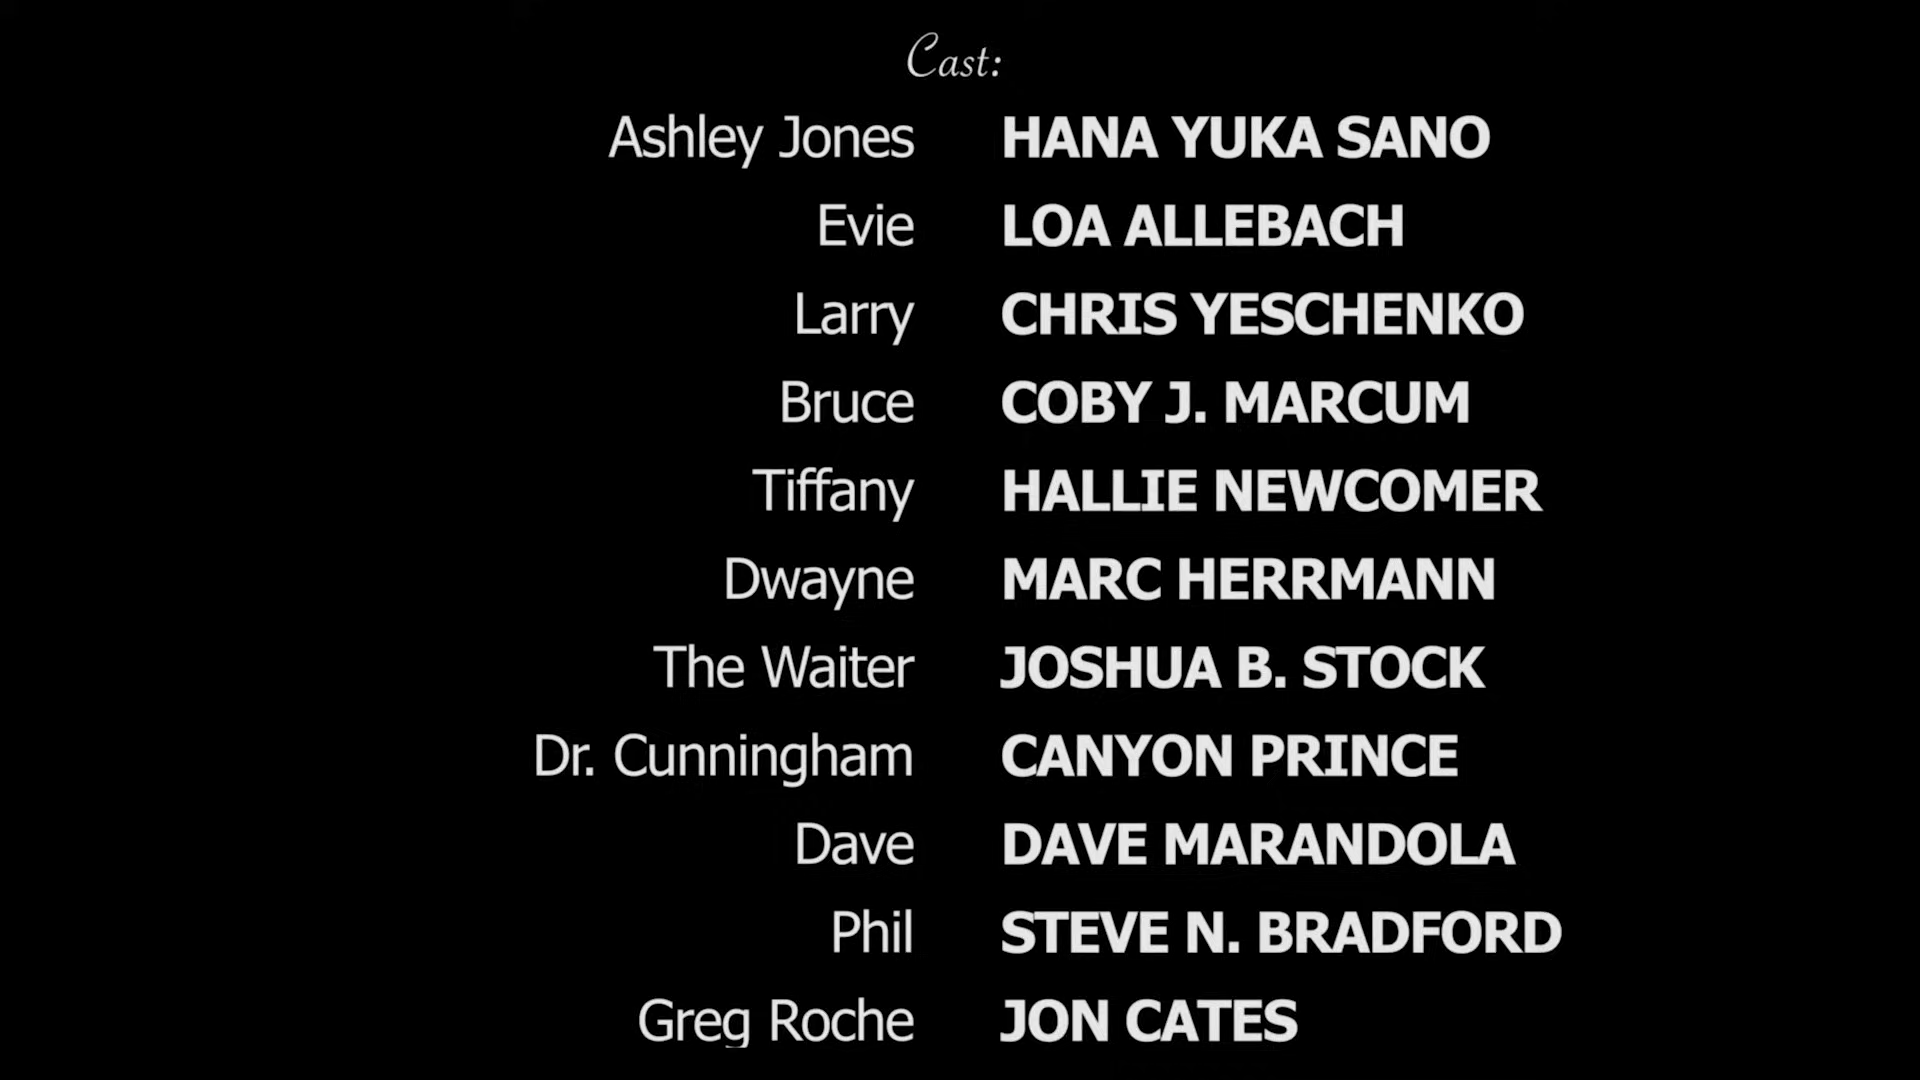 Cast:
Ashley Jones HANA YUKA SANO
Evie LOA ALLEBACH
Larry CHRIS YESCHENKO
Bruce COBY J. MARCUM
Tiffany HALLIE NEWCOMER
Dwayne MARC HERRMANN
The Waiter JOSHUA B. STOCK
Dr. Cunningham CANYON PRINCE
Dave DAVE MARANDOLA
Phil STEVE N. BRADFORD
Greg Roche JON CATES